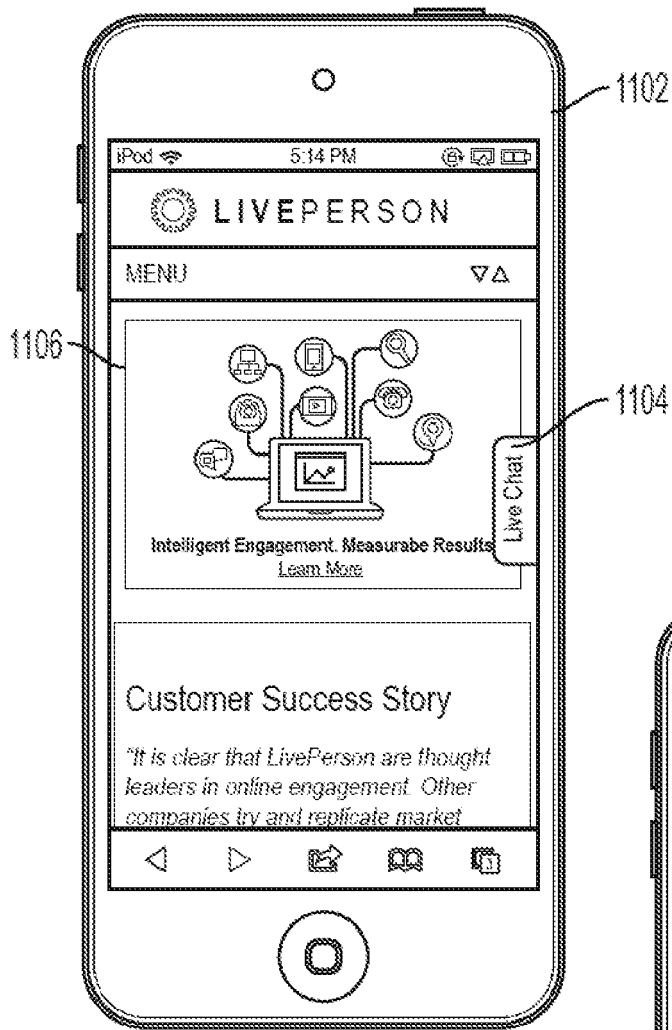 1102
iPod 5:14 PM
LIVEPERSON
MENU
1106
1104
Live Chat
Intelligent Engagement. Measurabe Results
Learn More
Customer Success Story
"It is clear that LivePerson are thought
leaders in online engagement. Other
companies try and replicate market
1